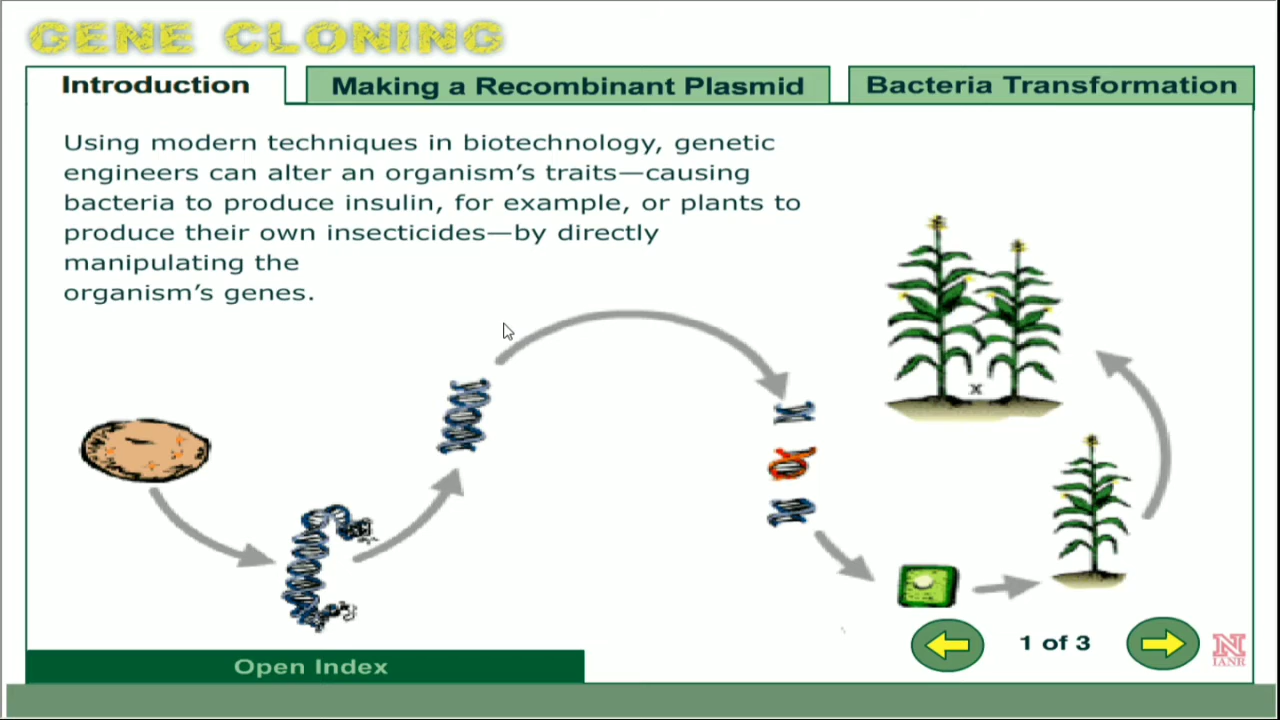 GENE CLONING
Introduction
Making a Recombinant Plasmid
Bacteria Transformation
Using modern techniques in biotechnology, genetic
engineers can alter an organism’s traits—causing
bacteria to produce insulin, for example, or plants to
produce their own insecticides—by directly
manipulating the
organism’s genes.
x
1 of 3
N
IANR
Open Index